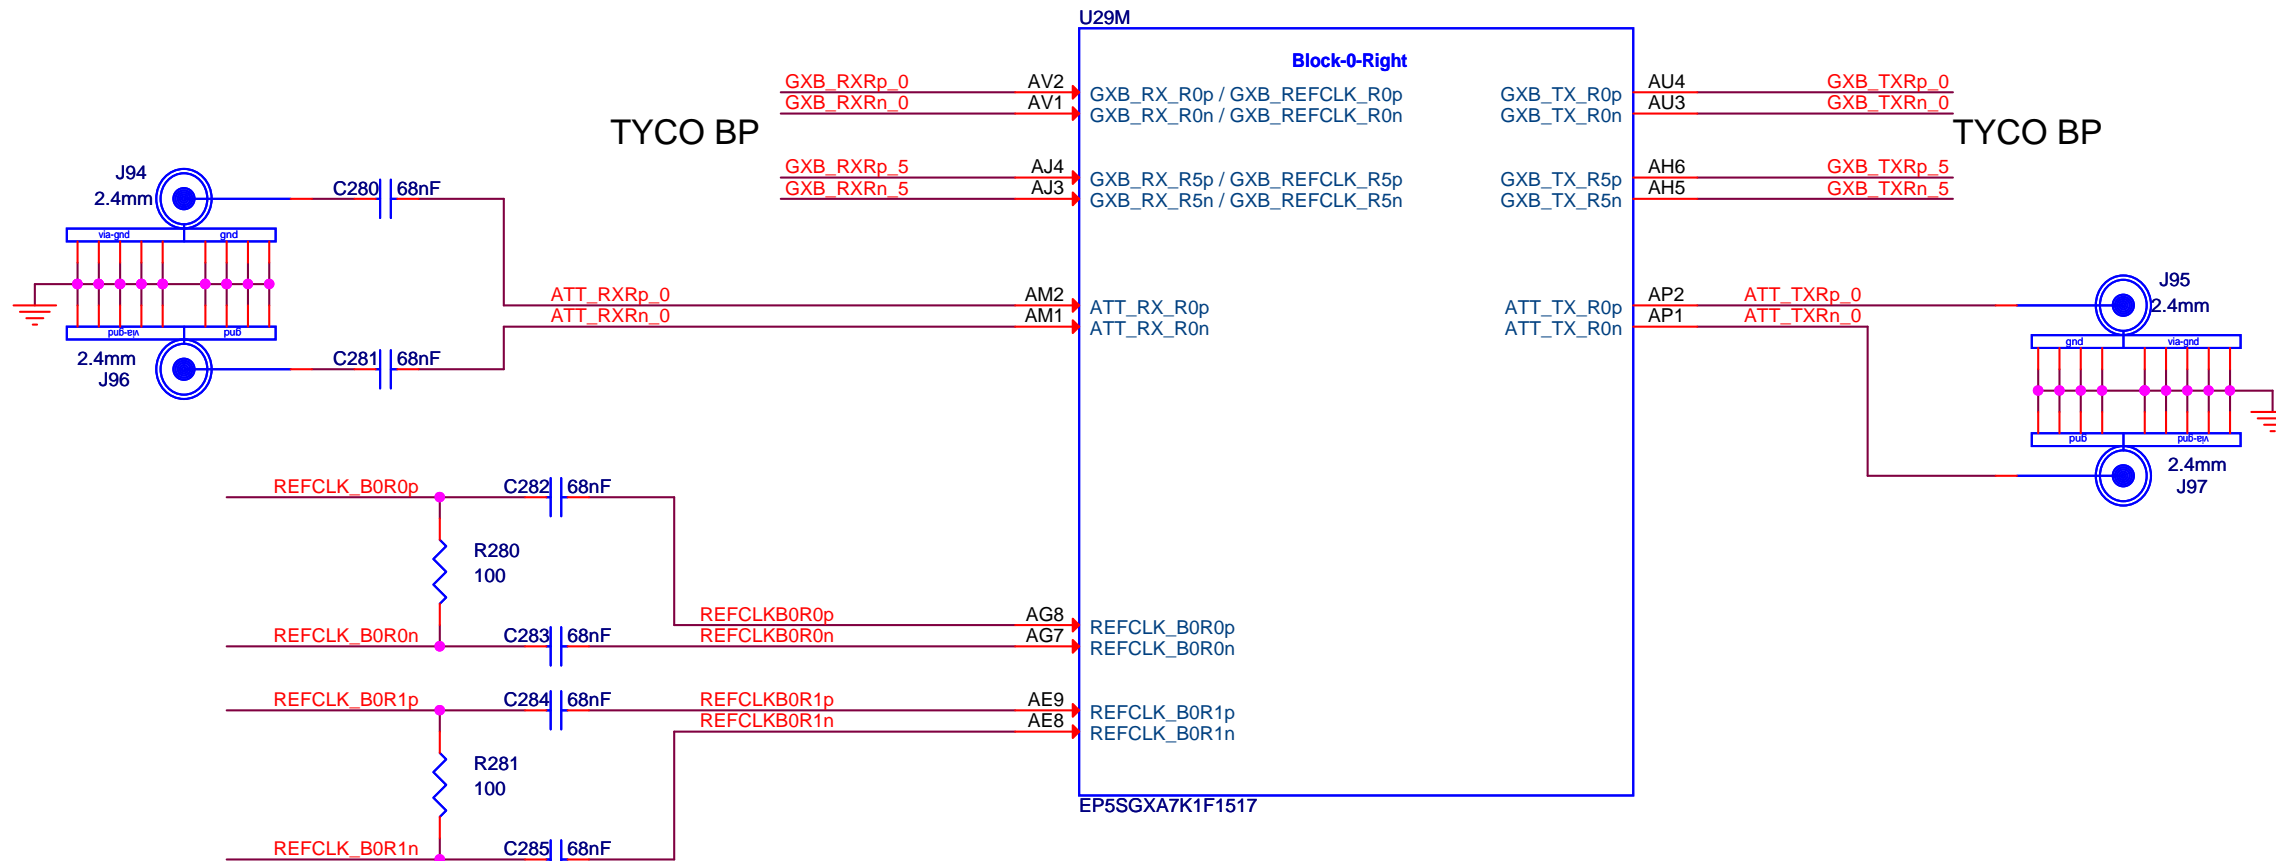 U29M
Block-0-Right
GXB_RXRp_0 AV2 GXB_RX_R0p / GXB_REFCLK_R0p GXB_TX_R0p AU4 GXB_TXRp_0
GXB_RXRn_0 AV1 GXB_RX_R0n / GXB_REFCLK_R0n GXB_TX_R0n AU3 GXB_TXRn_0
TYCO BP TYCO BP
GXB_RXRp_5 AJ4 GXB_RX_R5p / GXB_REFCLK_R5p GXB_TX_R5p AH6 GXB_TXRp_5
GXB_RXRn_5 AJ3 GXB_RX_R5n / GXB_REFCLK_R5n GXB_TX_R5n AH5 GXB_TXRn_5
J94
2.4mm C280 68nF
via-gnd gnd
ATT_RXRp_0 AM2 ATT_RX_R0p ATT_TX_R0p AP2 ATT_TXRp_0
ATT_RXRn_0 AM1 ATT_RX_R0n ATT_TX_R0n AP1 ATT_TXRn_0
J95
2.4mm
via-gnd gnd
gnd via-gnd
2.4mm C281 68nF
J96
gnd via-gnd
2.4mm
J97
REFCLK_B0R0p C282 68nF
R280
100
REFCLKB0R0p AG8 REFCLK_B0R0p
REFCLK_B0R0n C283 68nF REFCLKB0R0n AG7 REFCLK_B0R0n
REFCLK_B0R1p C284 68nF REFCLKB0R1p AE9 REFCLK_B0R1p
REFCLKB0R1n AE8 REFCLK_B0R1n
R281
100
EP5SGXA7K1F1517
REFCLK_B0R1n C285 68nF